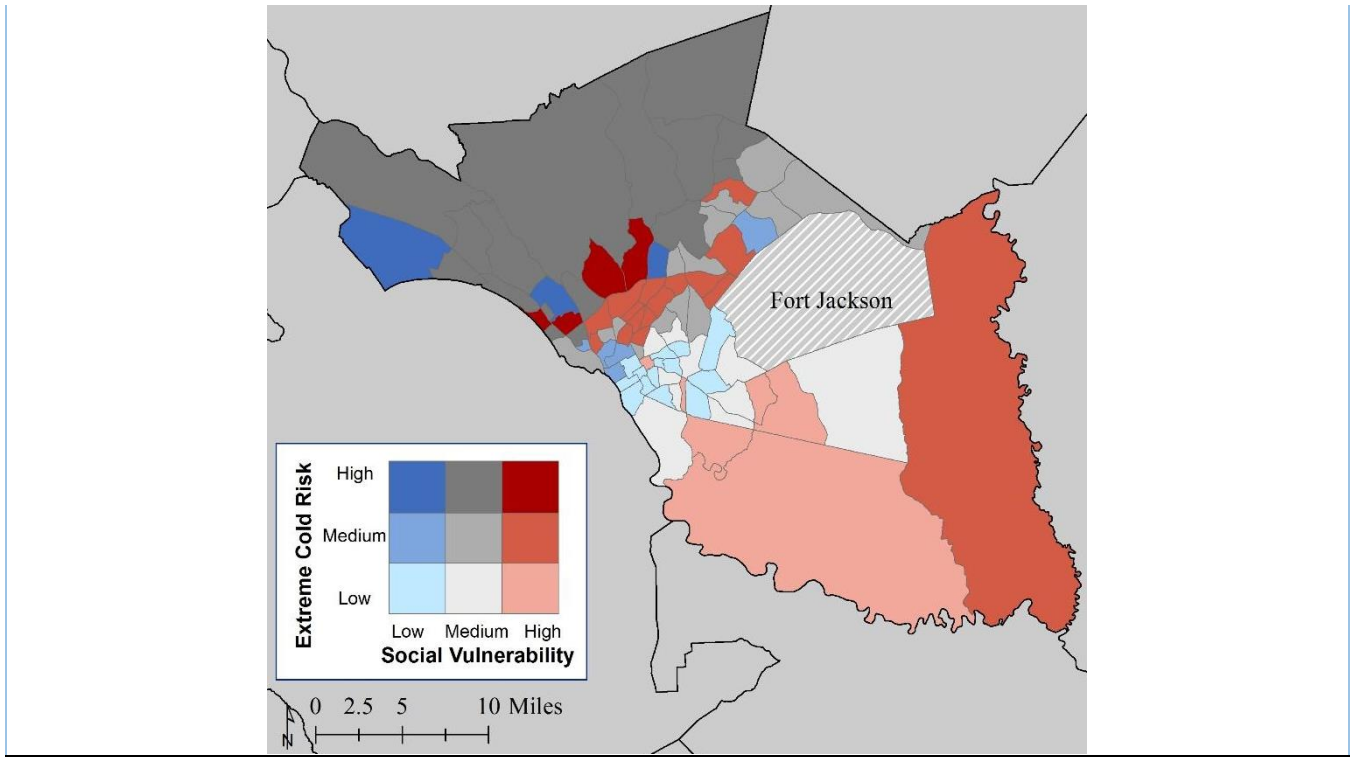 Fort Jackson
Extreme Cold Risk
High
Medium
Low
Low Medium High
Social Vulnerability
0 2.5 5 10 Miles
N